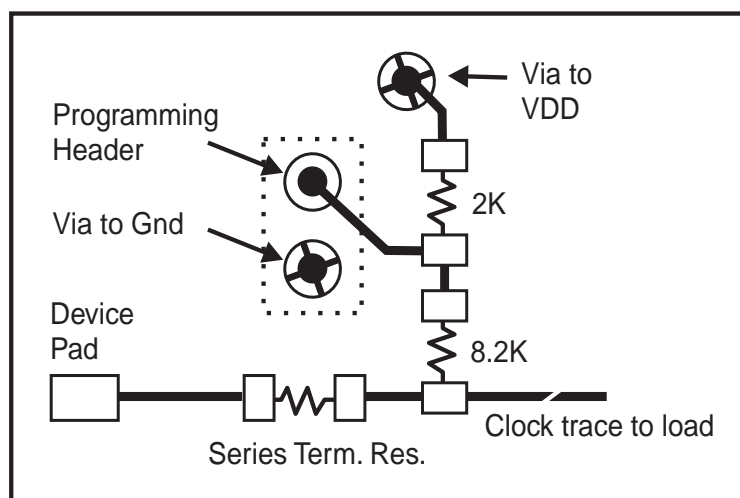 Via to
VDD
Programming
Header
2K
Via to Gnd
Device
Pad
8.2K
Clock trace to load
Series Term. Res.